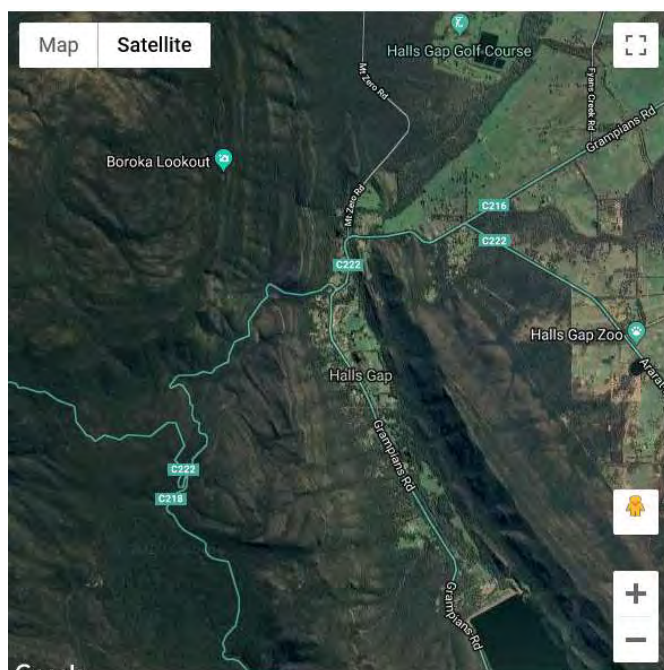 Map
Satellite
Halls Gap Golf Course
Mt Zero Rd
Fyans Creek Rd
Grampians Rd
Boroka Lookout
Mt Zero Rd
C216
C222
C222
Halls Gap Zoo
Ararat
Halls Gap
Grampians Rd
C222
C218
Grampians Rd